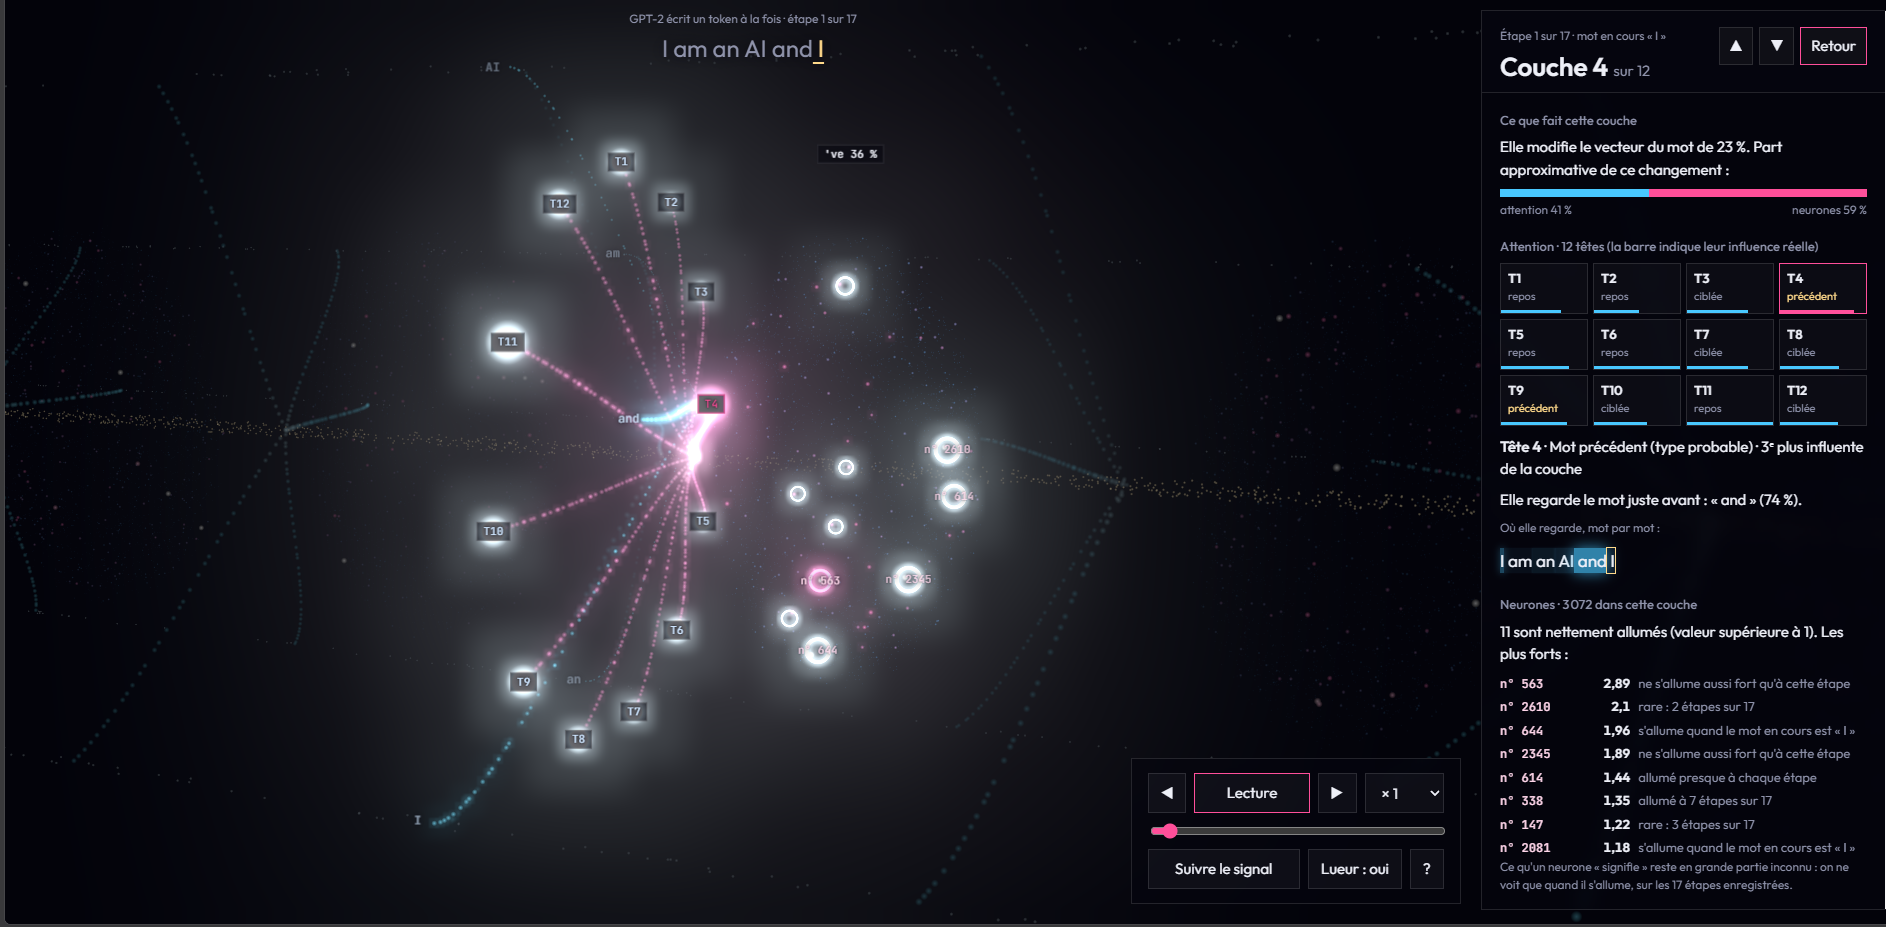 GPT-2 écrit un token à la fois · étape 1 sur 17
I am an AI and I
AI
've 36 %
T1
T12
T2
am
T3
T11
T4
and
n° 2610
n° 614
T10
T5
n° 563
n° 2345
T6
n° 644
T9
an
T7
T8
I
◀ Lecture ▶ × 1
Suivre le signal Lueur : oui ?
Étape 1 sur 17 · mot en cours « I »
Couche 4 sur 12
▲ ▼ Retour
Ce que fait cette couche
Elle modifie le vecteur du mot de 23 %. Part
approximative de ce changement :
attention 41 % neurones 59 %
Attention · 12 têtes (la barre indique leur influence réelle)
T1 T2 T3 T4
repos repos ciblée précédent
T5 T6 T7 T8
repos repos ciblée ciblée
T9 T10 T11 T12
précédent ciblée repos ciblée
Tête 4 · Mot précédent (type probable) · 3ᵉ plus influente
de la couche
Elle regarde le mot juste avant : « and » (74 %).
Où elle regarde, mot par mot :
I am an AI and I
Neurones · 3 072 dans cette couche
11 sont nettement allumés (valeur supérieure à 1). Les
plus forts :
n° 563 2,89 ne s'allume aussi fort qu'à cette étape
n° 2610 2,1 rare : 2 étapes sur 17
n° 644 1,96 s'allume quand le mot en cours est « I »
n° 2345 1,89 ne s'allume aussi fort qu'à cette étape
n° 614 1,44 allumé presque à chaque étape
n° 338 1,35 allumé à 7 étapes sur 17
n° 147 1,22 rare : 3 étapes sur 17
n° 2081 1,18 s'allume quand le mot en cours est « I »
Ce qu'un neurone « signifie » reste en grande partie inconnu : on ne
voit que quand il s'allume, sur les 17 étapes enregistrées.